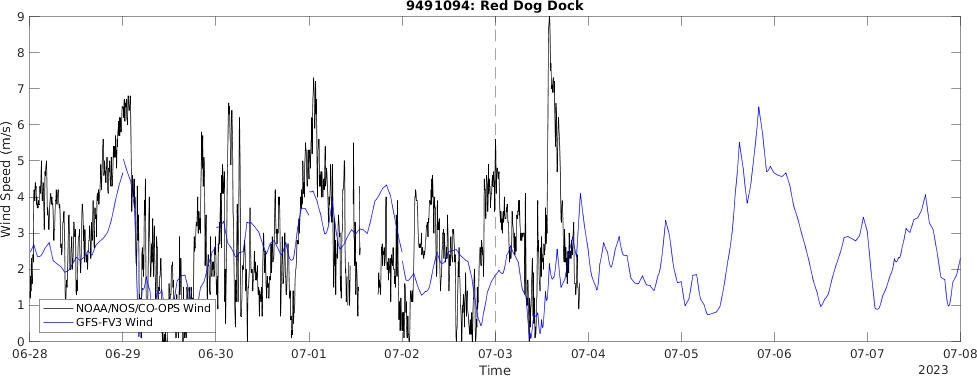 9491094: Red Dog Dock
9
8
7
6
5
4
3
2
1
0
Wind Speed (m/s)
NOAA/NOS/CO-OPS Wind
GFS-FV3 Wind
06-28 06-29 06-30 07-01 07-02 07-03 07-04 07-05 07-06 07-07 07-08
Time
2023